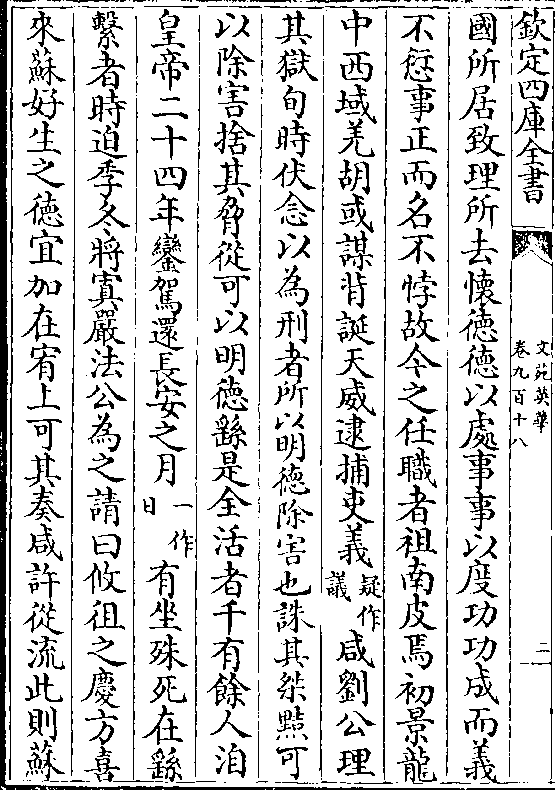 欽定四庫全書
文苑英華
卷九百十八
二
國所居致理所去懷德德以處事事以度功功成而義
不愆事正而名不悖故今之任職者祖南皮焉初景龍
中西域羌胡或謀背誕天威逮捕吏義疑作議咸劉公理
其獄旬時伏念以為刑者所以明德除害也誅其桀黠可
以除害捨其脅從可以明德繇是全活者千有餘人洎
皇帝二十四年鑾駕還長安之月一作日有坐殊死在繇
繫者時迫季冬將寘嚴法公為之請曰攸徂之慶方喜
來蘇好生之德宜加在宥上可其奏咸許從流此則蘇